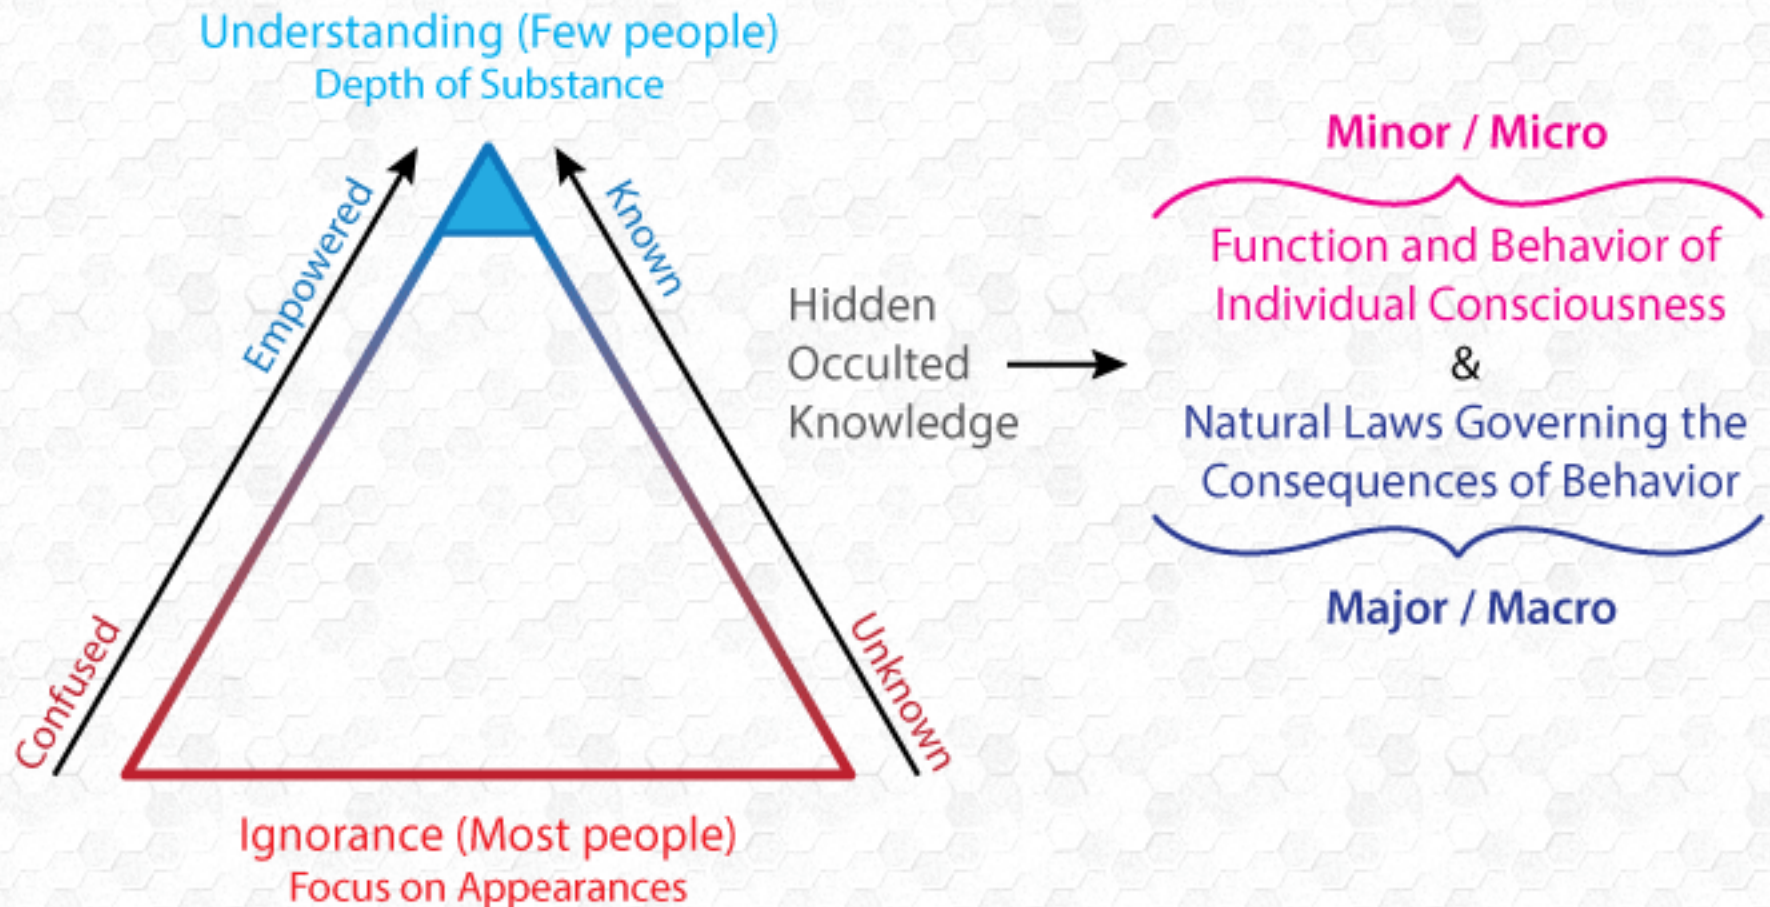 Understanding (Few people)
Depth of Substance
Empowered
Known
Confused
Unknown
Ignorance (Most people)
Focus on Appearances
Hidden
Occulted
Knowledge
Minor / Micro
Function and Behavior of
Individual Consciousness
&
Natural Laws Governing the
Consequences of Behavior
Major / Macro